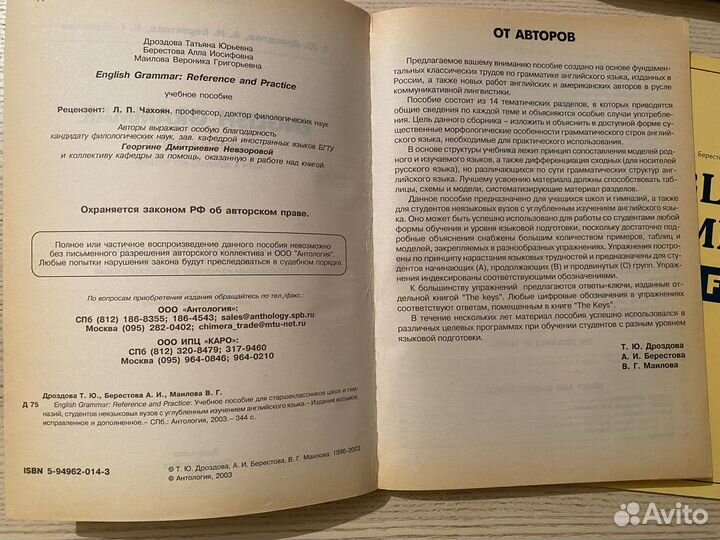 Дроздова Татьяна Юрьевна
Берестова Алла Иосифовна
Маилова Вероника Григорьевна
English Grammar: Reference and Practice
учебное пособие
Рецензент: Л. П. Чахоян, профессор, доктор филологических наук
Авторы выражают особую благодарность
кандидату филологических наук, зав. кафедрой иностранных языков БГТУ
Георгине Дмитриевне Невзоровой
и коллективу кафедры за помощь, оказанную в работе над книгой.
Охраняется законом РФ об авторском праве.
Полное или частичное воспроизведение данного пособия невозможно
без письменного разрешения авторского коллектива и ООО "Антология".
Любые попытки нарушения закона будут преследоваться в судебном порядке.
По вопросам приобретения издания обращайтесь по тел./факс.:
ООО «Антология»:
СПб (812) 186-8355; 186-4543; sales@anthology.spb.ru
Москва (095) 282-0402; chimera_trade@mtu-net.ru
ООО ИПЦ «КАРО»:
СПб (812) 320-8479; 317-9460
Москва (095) 964-0846; 964-0210
Дроздова Т. Ю., Берестова А. И., Маилова В. Г.
Д 75 English Grammar: Reference and Practice: Учебное пособие для старшеклассников школ и гим-
назий, студентов неязыковых вузов с углубленным изучением английского языка. – Издание восьмое,
исправленное и дополненное. – СПб.: Антология, 2003. – 344 с.
ISBN 5-94962-014-3
© Т. Ю. Дроздова, А. И. Берестова, В. Г. Маилова, 1996-2003
© Антология, 2003
ОТ АВТОРОВ
Предлагаемое вашему вниманию пособие создано на основе фундамен-
тальных классических трудов по грамматике английского языка, изданных в
России, а также новых работ английских и американских авторов в русле
коммуникативной лингвистики.
Пособие состоит из 14 тематических разделов, в которых приводятся
общие сведения по каждой теме и объясняются особые случаи употребления.
Цель данного сборника – изложить и объяснить в доступной форме су-
щественные морфологические особенности грамматического строя англий-
ского языка, необходимые для практического использования.
В основе структуры учебника лежит принцип сопоставления моделей род-
ного и изучаемого языков, а также дифференциация сходных (для носителей
русского языка), но различающихся по сути грамматических структур анг-
лийского языка. Лучшему усвоению материала должны способствовать таб-
лицы, схемы и модели, систематизирующие материал разделов.
Данное пособие предназначено для учащихся школ и гимназий, а также
для студентов неязыковых вузов с углубленным изучением английского язы-
ка. Оно может быть успешно использовано для работы со студентами любой
формы обучения и уровня языковой подготовки, поскольку достаточно под-
робные объяснения снабжены большим количеством примеров, таблиц и
моделей, закрепляемых в разнообразных упражнениях. Упражнения построе-
ны по принципу нарастания языковых трудностей и предназначены для сту-
дентов начинающих (А), продолжающих (В) и продвинутых (С) групп. Упраж-
нения индексированы соответствующими буквами.
К большинству упражнений предлагаются ответы-ключи, изданные от-
дельной книгой "The keys". Любые цифровые обозначения в упражнениях
соответствуют ответам, помещенным в книге "The Keys".
В течение нескольких лет материал пособия успешно использовался в
различных целевых программах при обучении студентов с разным уровнем
языковой подготовки.
Т. Ю. Дроздова
А. И. Берестова
В. Г. Маилова
Avito